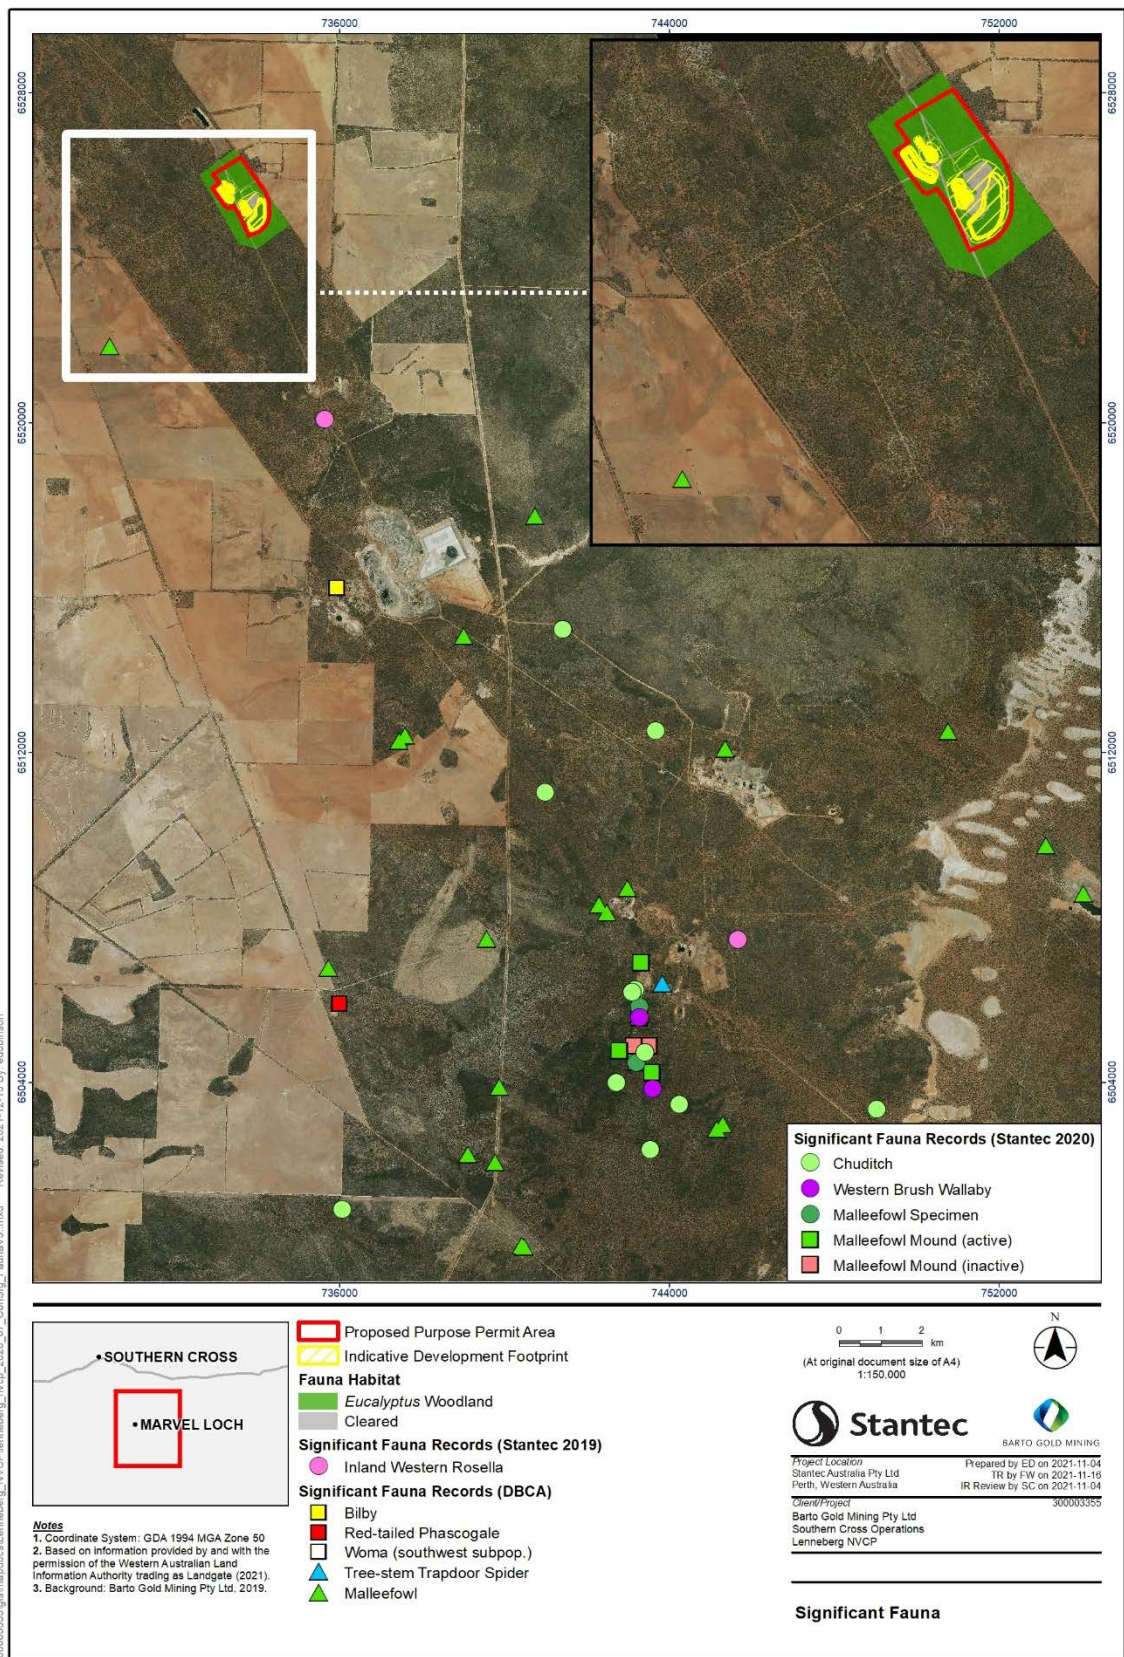 736000
744000
752000
6528000
6528000
6520000
6520000
6512000
6512000
6504000
6504000
Significant Fauna Records (Stantec 2020)
Chuditch
Western Brush Wallaby
Malleefowl Specimen
Malleefowl Mound (active)
Malleefowl Mound (inactive)
736000
744000
752000
SOUTHERN CROSS
MARVEL LOCH
Notes
1. Coordinate System: GDA 1994 MGA Zone 50
2. Based on information provided by and with the
permission of the Western Australian Land
Information Authority trading as Landgate (2021).
3. Background: Barto Gold Mining Pty Ltd, 2019.
Proposed Purpose Permit Area
Indicative Development Footprint
Fauna Habitat
Eucalyptus Woodland
Cleared
Significant Fauna Records (Stantec 2019)
Inland Western Rosella
Significant Fauna Records (DBCA)
Bilby
Red-tailed Phascogale
Woma (southwest subpop.)
Tree-stem Trapdoor Spider
Malleefowl
0 1 2
km
(At original document size of A4)
1:150,000
N
Stantec
BARTO GOLD MINING
Project Location
Stantec Australia Pty Ltd
Perth, Western Australia
Prepared by ED on 2021-11-04
TR by FW on 2021-11-16
IR Review by SC on 2021-11-04
Client/Project
300003355
Barto Gold Mining Pty Ltd
Southern Cross Operations
Lenneberg NVCP
Significant Fauna